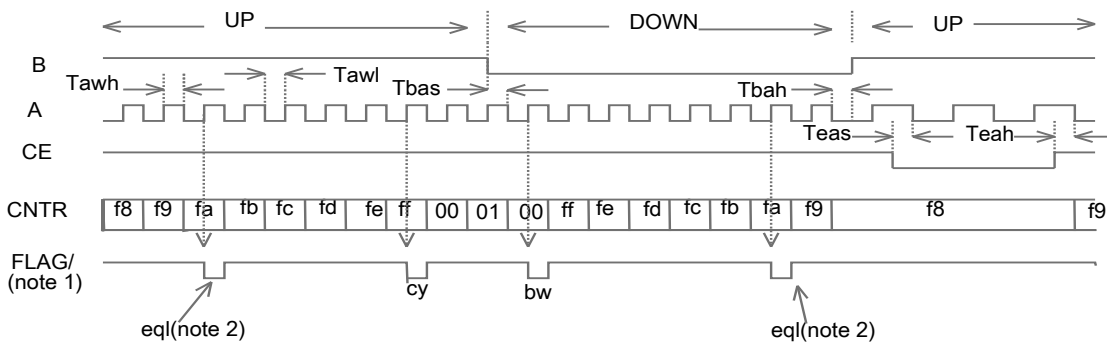 UP DOWN UP
B
Tawh Tawl Tbas Tbah
A
Teas Teah
CE
CNTR f8 f9 fa fb fc fd fe ff 00 01 00 ff fe fd fc fb fa f9 f8 f9
FLAG/
(note 1)
cy bw
eql(note 2) eql(note 2)